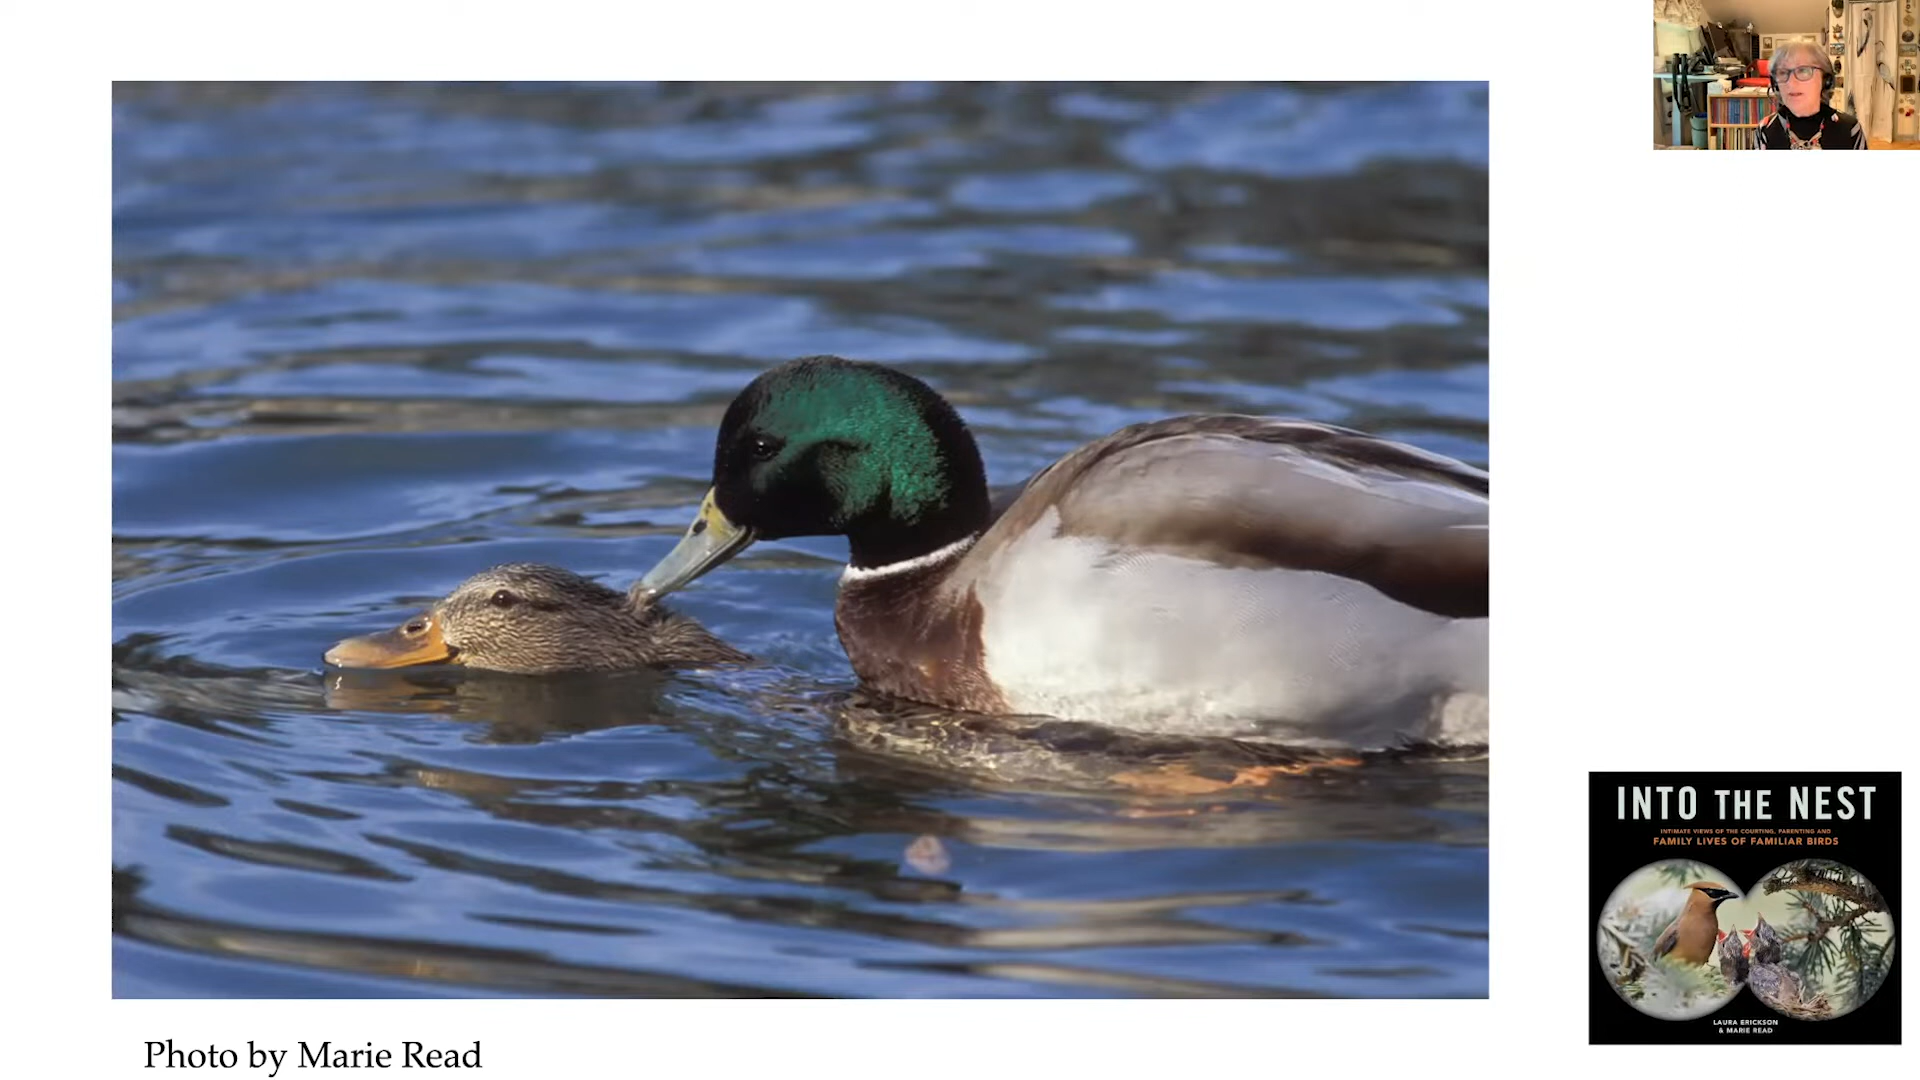 INTO THE NEST
INTIMATE VIEWS OF THE COURTING, PARENTING AND
FAMILY LIVES OF FAMILIAR BIRDS
LAURA ERICKSON
& MARIE READ
Photo by Marie Read